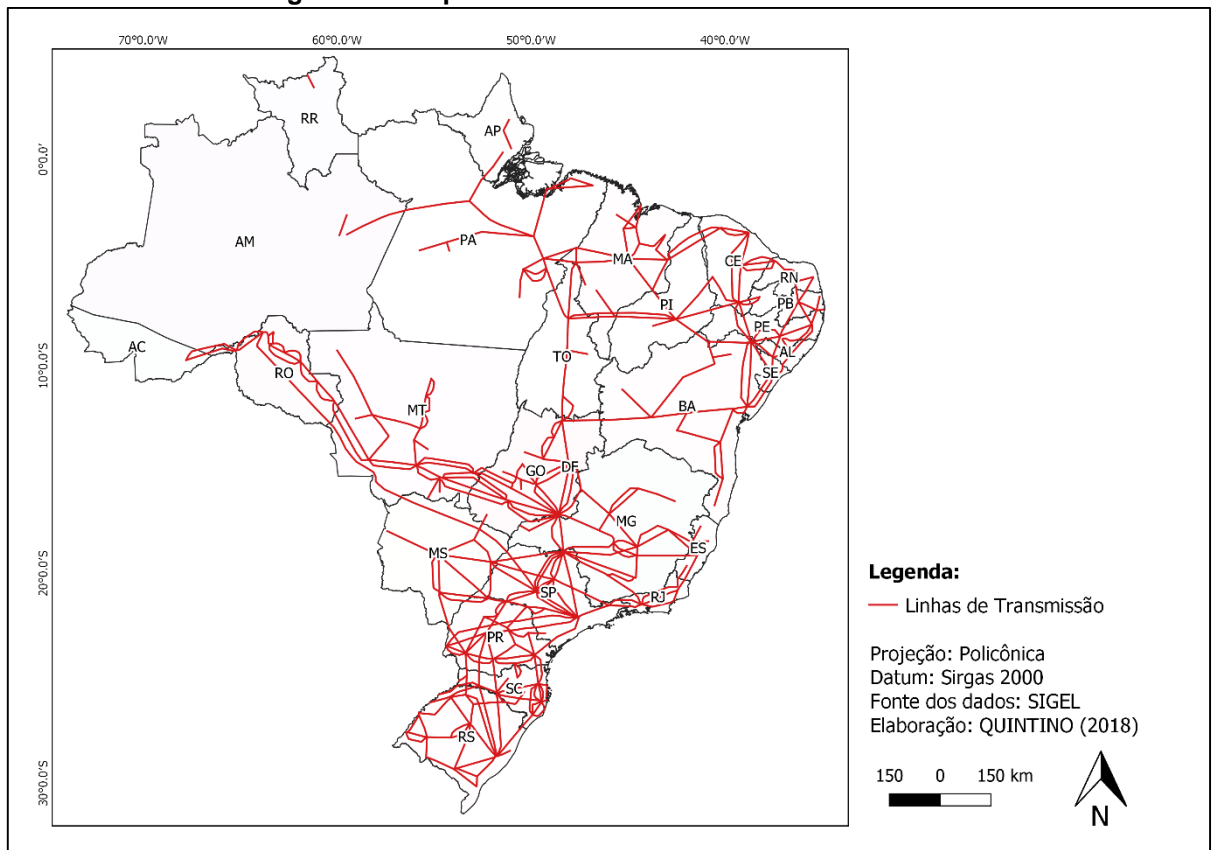 70°0.0'W 60°0.0'W 50°0.0'W 40°0.0'W
0°0.0'
10°0.0'S
20°0.0'S
30°0.0'S
RR
AP
AM
PA
MA
CE
RN
PB
PI
PE
AL
SE
AC
RO
TO
BA
MT
GO
DF
MG
ES
MS
SP
RJ
PR
SC
RS
Legenda:
Linhas de Transmissão
Projeção: Policônica
Datum: Sirgas 2000
Fonte dos dados: SIGEL
Elaboração: QUINTINO (2018)
150 0 150 km
N